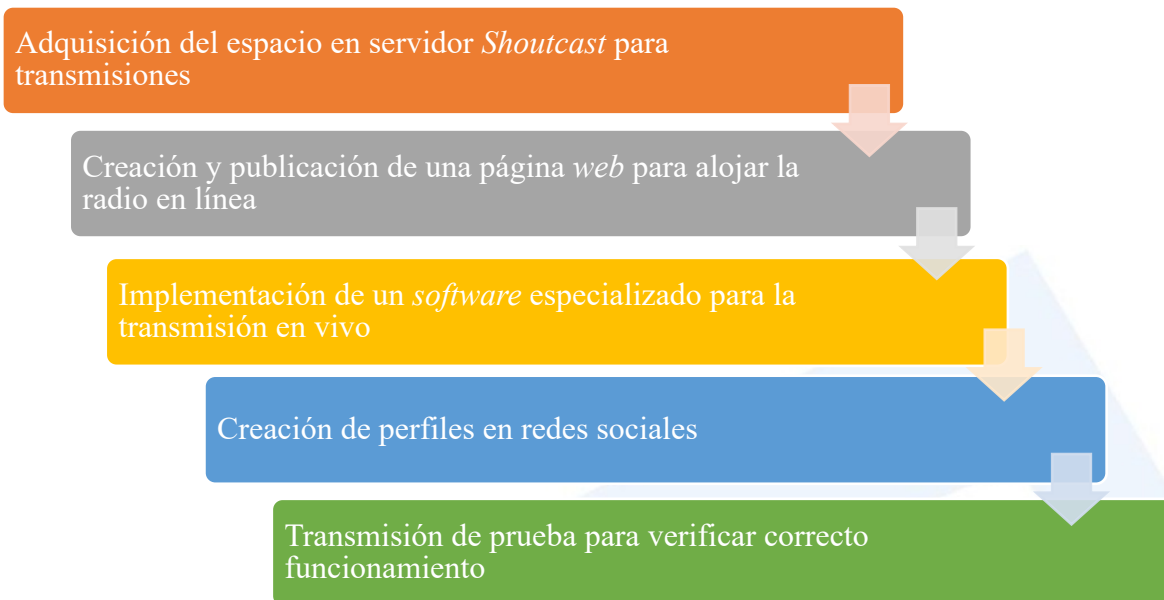 Adquisición del espacio en servidor Shoutcast para
transmisiones
Creación y publicación de una página web para alojar la
radio en línea
Implementación de un software especializado para la
transmisión en vivo
Creación de perfiles en redes sociales
Transmisión de prueba para verificar correcto
funcionamiento